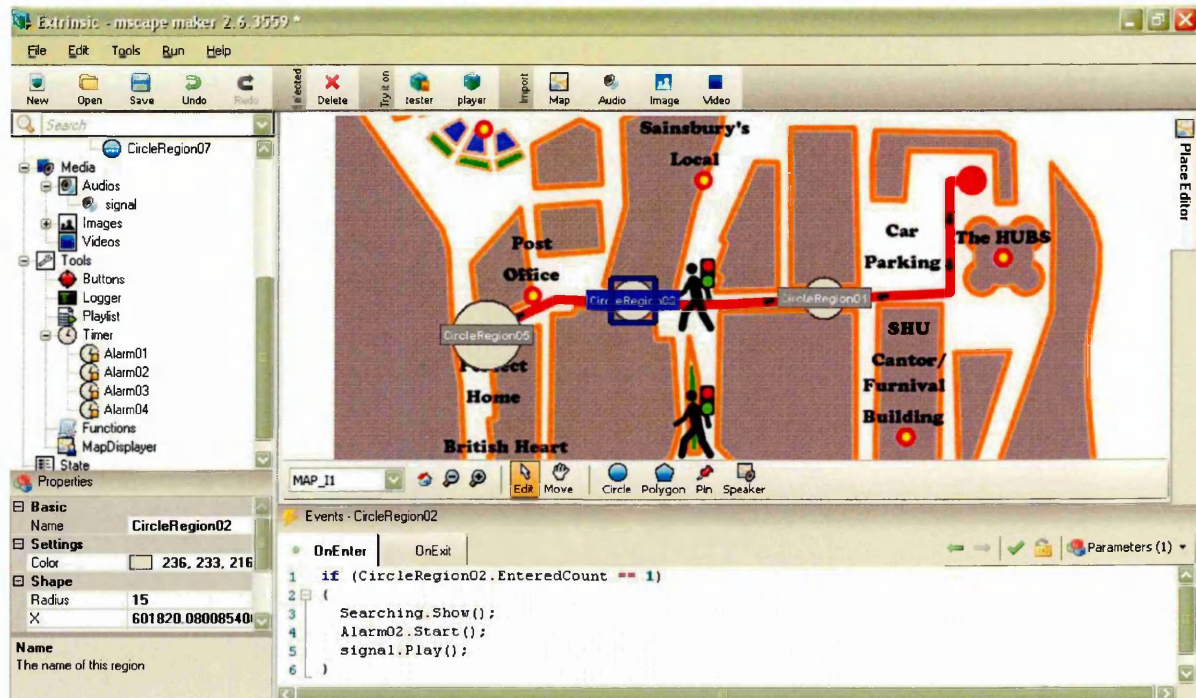 Extrinsic - mscape maker 2.6.3559 *
File Edit Tools Run Help
New Open Save Undo Redo Selected Delete Try it on tester player Import Map Audio Image Video
Search
CircleRegion07
Media
Audios
signal
Images
Videos
Tools
Buttons
Logger
Playlist
Timer
Alarm01
Alarm02
Alarm03
Alarm04
Functions
MapDisplayer
State
Sainsbury's
Local
Post
Office
Car
Parking
The HUBS
CircleRegion02
CircleRegion05
Home
British Heart
SHU
Cantor/
Furnival
Building
Place Editor
MAP_I1 Edit Move Circle Polygon Pin Speaker
Properties
Basic
Name CircleRegion02
Settings
Color 236, 233, 216
Shape
Radius 15
X
Name
The name of this region
Events - CircleRegion02
OnEnter OnExit Parameters (1)
1 if (CircleRegion02.EnteredCount == 1)
2 {
3 Searching.Show();
4 Alarm02.Start();
5 signal.Play();
6 }